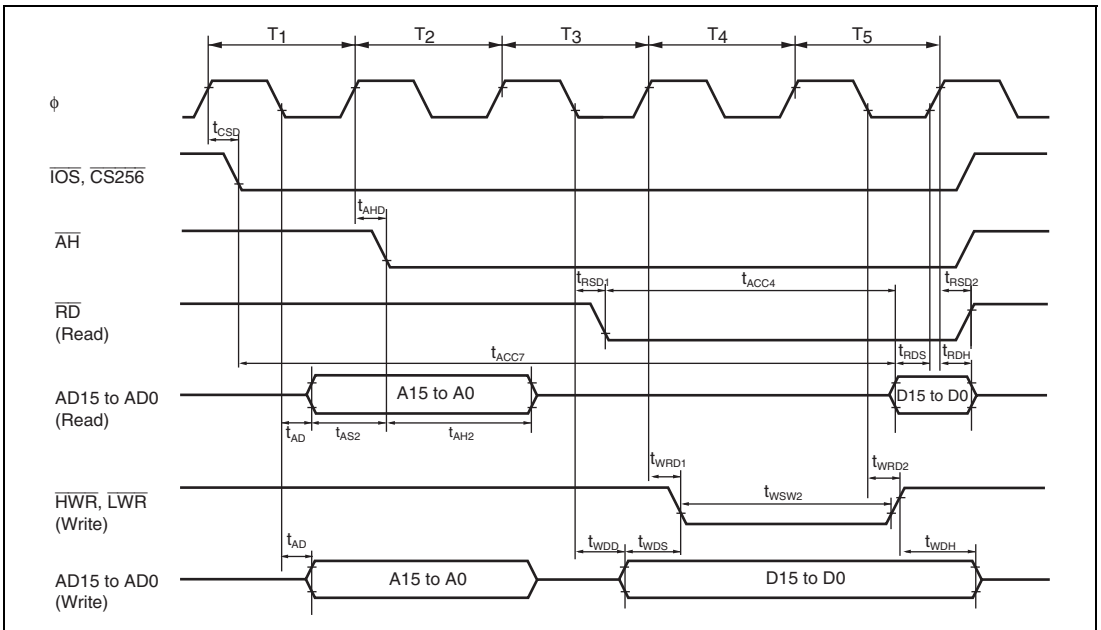 T1 T2 T3 T4 T5
ϕ
tCSD
IOS, CS256
tAHD
AH
tRSD1 tACC4 tRSD2
RD
(Read)
tACC7 tRDS tRDH
AD15 to AD0
(Read)
A15 to A0 D15 to D0
tAD tAS2 tAH2
tWRD1 tWRD2
HWR, LWR
(Write)
tWSW2
tAD tWDD tWDS tWDH
AD15 to AD0
(Write)
A15 to A0 D15 to D0